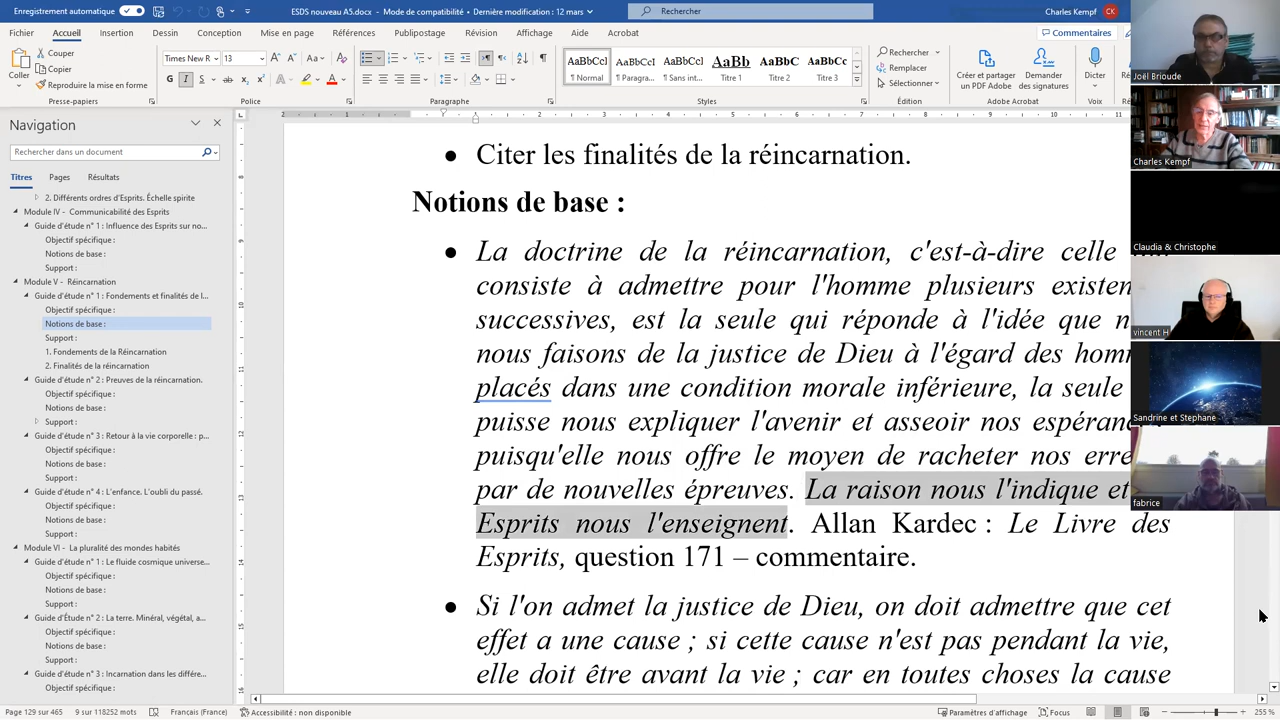 Enregistrement automatique
ESDS nouveau A5.docx - Mode de compatibilité • Dernière modification : 12 mars
Rechercher
Charles Kempf
CK
Fichier Accueil Insertion Dessin Conception Mise en page Références Publipostage Révision Affichage Aide Acrobat
Commentaires
Coller
Couper
Copier
Reproduire la mise en forme
Presse-papiers
Times New R
13
G I S
Police
Paragraphe
AaBbCcl
¶ Normal
AaBbCcl
¶ Paragra...
AaBbCcl
¶ Sans int...
AaBb
Titre 1
AaBbC
Titre 2
AaBbCc
Titre 3
Styles
Rechercher
Remplacer
Sélectionner
Édition
Créer et partager
un PDF Adobe
Demander
des signatures
Adobe Acrobat
Dicter
Voix
Navigation
Rechercher dans un document
Titres Pages Résultats
2. Différents ordres d'Esprits. Échelle spirite
Module IV - Communicabilité des Esprits
Guide d'étude n° 1 : Influence des Esprits sur no...
Objectif spécifique :
Notions de base :
Support :
Module V - Réincarnation
Guide d'étude n° 1 : Fondements et finalités de l...
Objectif spécifique :
Notions de base :
Support :
1. Fondements de la Réincarnation
2. Finalités de la réincarnation
Guide d'étude n° 2 : Preuves de la réincarnation.
Objectif spécifique :
Notions de base :
Support :
Guide d'étude n° 3 : Retour à la vie corporelle : p...
Objectif spécifique :
Notions de base :
Support :
Guide d'étude n° 4 : L'enfance. L'oubli du passé.
Objectif spécifique :
Notions de base :
Support :
Module VI - La pluralité des mondes habités
Guide d'étude n° 1 : Le fluide cosmique universe...
Objectif spécifique :
Notions de base :
Support :
Guide d'Étude n° 2 : La terre. Minéral, végétal, a...
Objectif spécifique :
Notions de base :
Support :
Guide d'étude n° 3 : Incarnation dans les différe...
Objectif spécifique :
• Citer les finalités de la réincarnation.
Notions de base :
• La doctrine de la réincarnation, c'est-à-dire celle
consiste à admettre pour l'homme plusieurs existen
successives, est la seule qui réponde à l'idée que n
nous faisons de la justice de Dieu à l'égard des homm
placés dans une condition morale inférieure, la seule
puisse nous expliquer l'avenir et asseoir nos espéranc
puisqu'elle nous offre le moyen de racheter nos erre
par de nouvelles épreuves. La raison nous l'indique et
Esprits nous l'enseignent. Allan Kardec : Le Livre des
Esprits, question 171 – commentaire.
• Si l'on admet la justice de Dieu, on doit admettre que cet
effet a une cause ; si cette cause n'est pas pendant la vie,
elle doit être avant la vie ; car en toutes choses la cause
Joël Brioude
Charles Kempf
Claudia & Christophe
vincent H
Sandrine et Stephane
fabrice
Page 129 sur 465
9 sur 118252 mots
Français (France)
Accessibilité : non disponible
Paramètres d'affichage
Focus
255 %